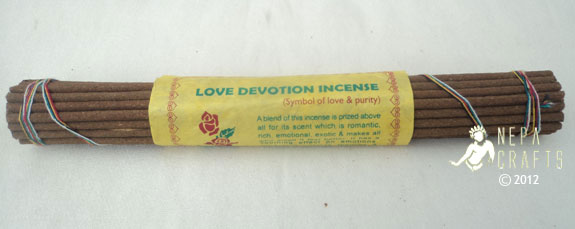 LOVE DEVOTION INCENSE
(Symbol of love & purity)
A blend of this incense is prized above
all for its scent which is romantic,
rich, emotional, exotic & makes all
NEPA
CRAFTS
© 2012